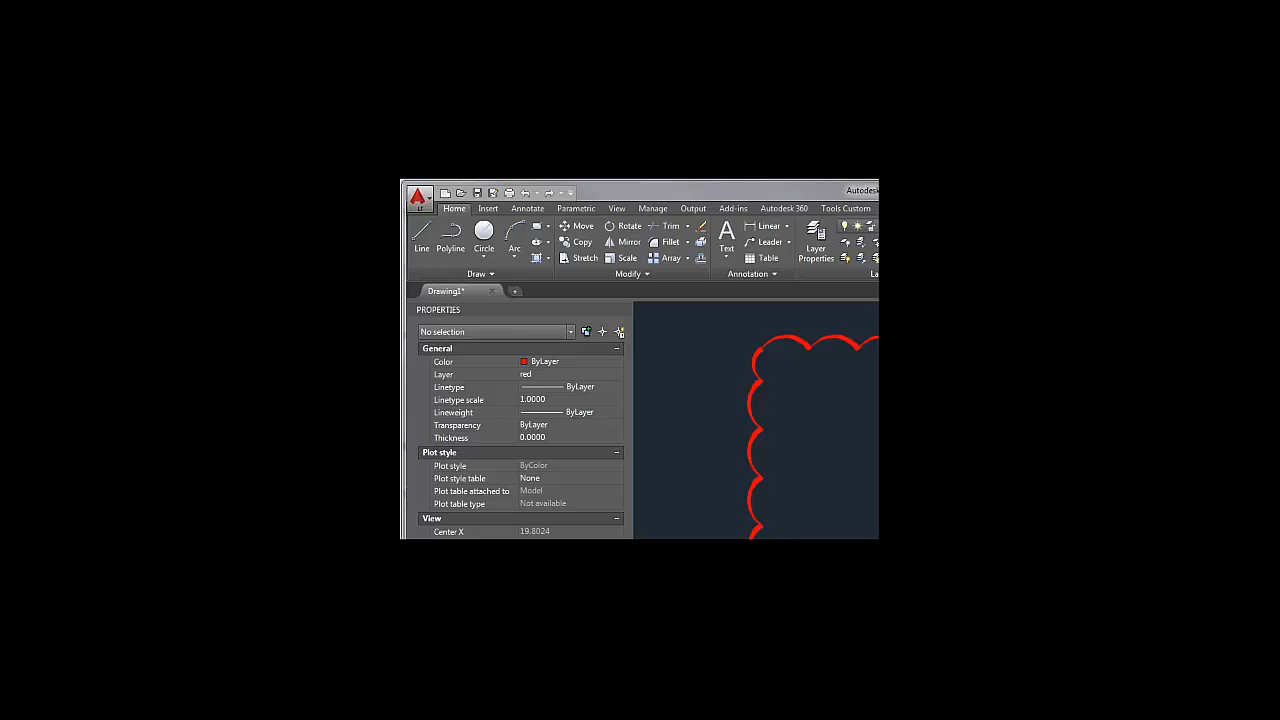 Autodesk
LT
Home Insert Annotate Parametric View Manage Output Add-ins Autodesk 360 Tools Custom
Move Rotate Trim Linear
Line Polyline Circle Arc Copy Mirror Fillet Text Leader Layer
Stretch Scale Array Table Properties
Draw Modify Annotation La
Drawing1*
PROPERTIES
No selection
General
Color ByLayer
Layer red
Linetype ByLayer
Linetype scale 1.0000
Lineweight ByLayer
Transparency ByLayer
Thickness 0.0000
Plot style
Plot style ByColor
Plot style table None
Plot table attached to Model
Plot table type Not available
View
Center X 19.8024